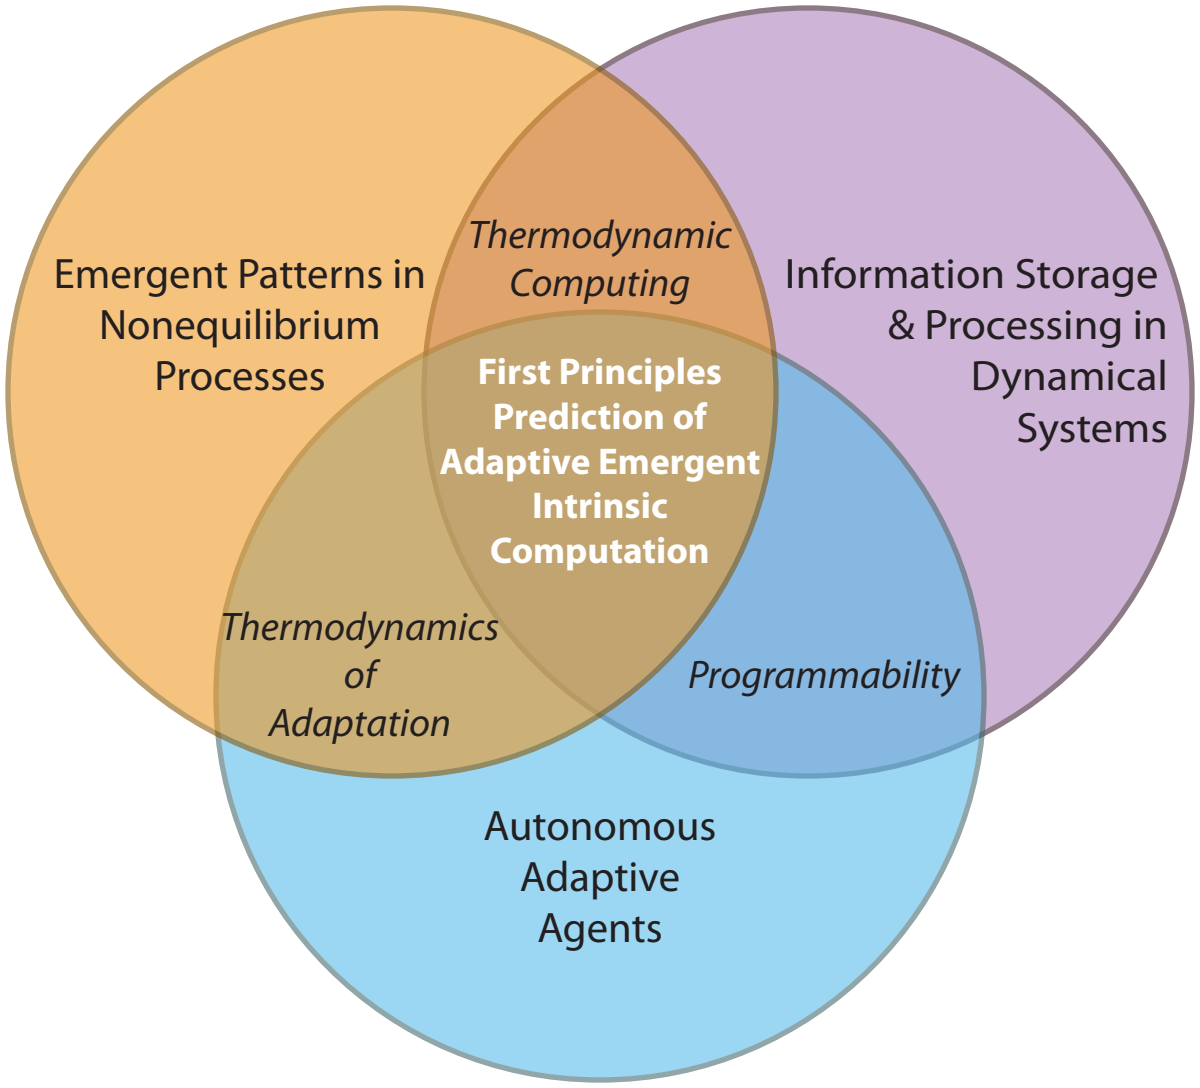 Thermodynamic
Computing
Emergent Patterns in
Nonequilibrium
Processes
Information Storage
& Processing in
Dynamical
Systems
First Principles
Prediction of
Adaptive Emergent
Intrinsic
Computation
Thermodynamics
of
Adaptation
Programmability
Autonomous
Adaptive
Agents